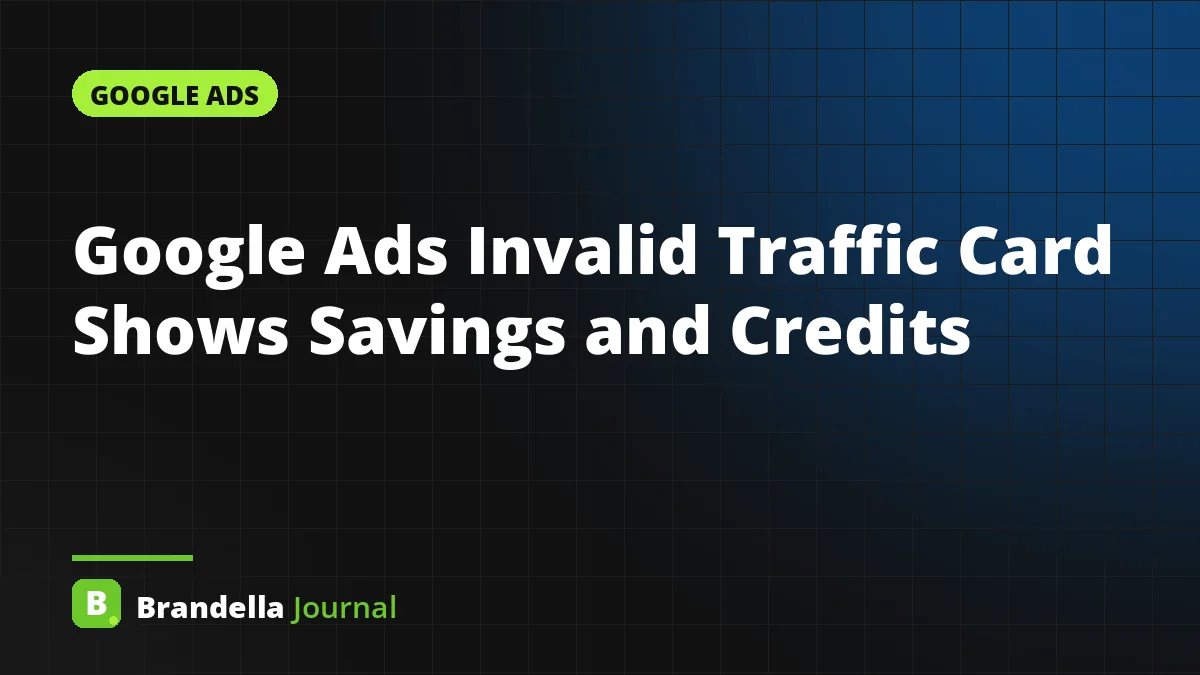 GOOGLE ADS
Google Ads Invalid Traffic Card
Shows Savings and Credits
B
Brandella Journal